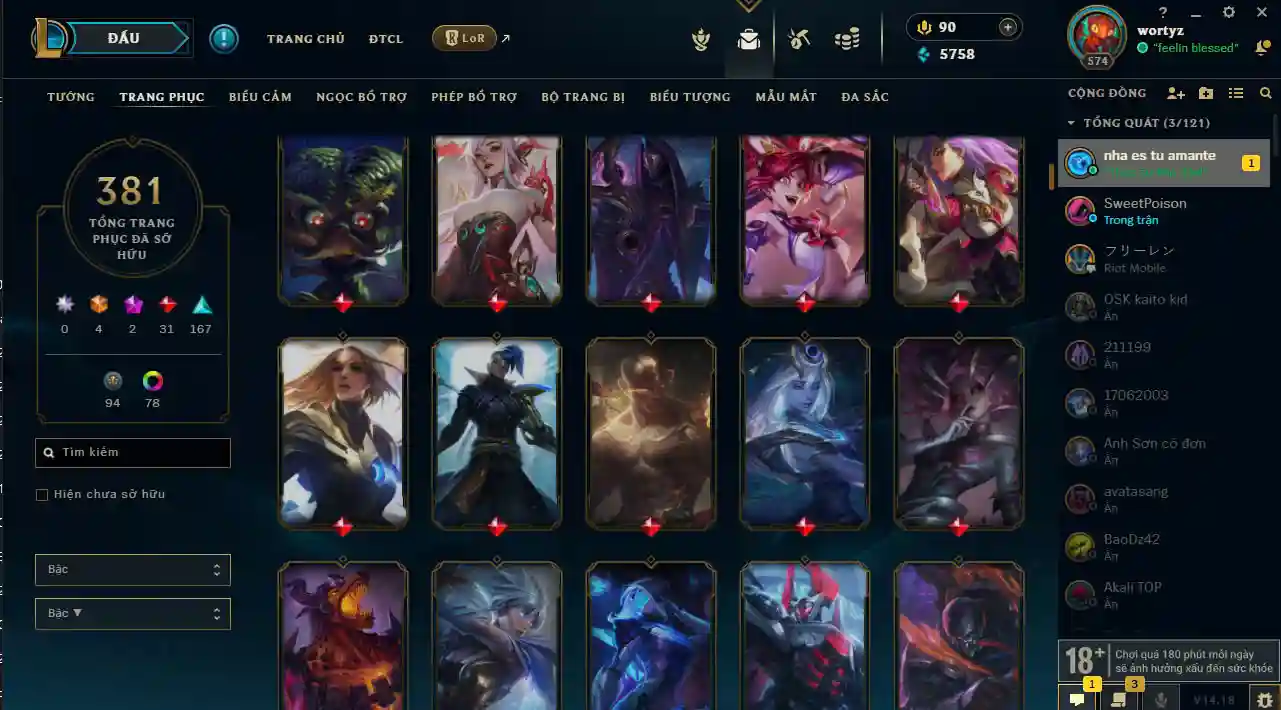 ĐẤU
TRANG CHỦ
ĐTCL
LoR
90
5758
wortyz
"feelin blessed"
574
TƯỚNG
TRANG PHỤC
BIỂU CẢM
NGỌC BỔ TRỢ
PHÉP BỔ TRỢ
BỘ TRANG BỊ
BIỂU TƯỢNG
MẪU MẮT
ĐA SẮC
381
TỔNG TRANG
PHỤC ĐÃ SỞ
HỮU
0 4 2 31 167
94 78
Tìm kiếm
Hiện chưa sở hữu
Bậc
Bậc ▼
CỘNG ĐỒNG
TỔNG QUÁT (3/121)
nha es tu amante
1
SweetPoison
Trong trận
フリーレン
Riot Mobile
OSK kaito kid
Ẩn
211199
Ẩn
17062003
Ẩn
Anh Sơn cô đơn
Ẩn
avatasang
Ẩn
BaoDz42
Ẩn
Akali TOP
Ẩn
18+
Chơi quá 180 phút mỗi ngày
sẽ ảnh hưởng xấu đến sức khỏe
1
3
V14.18